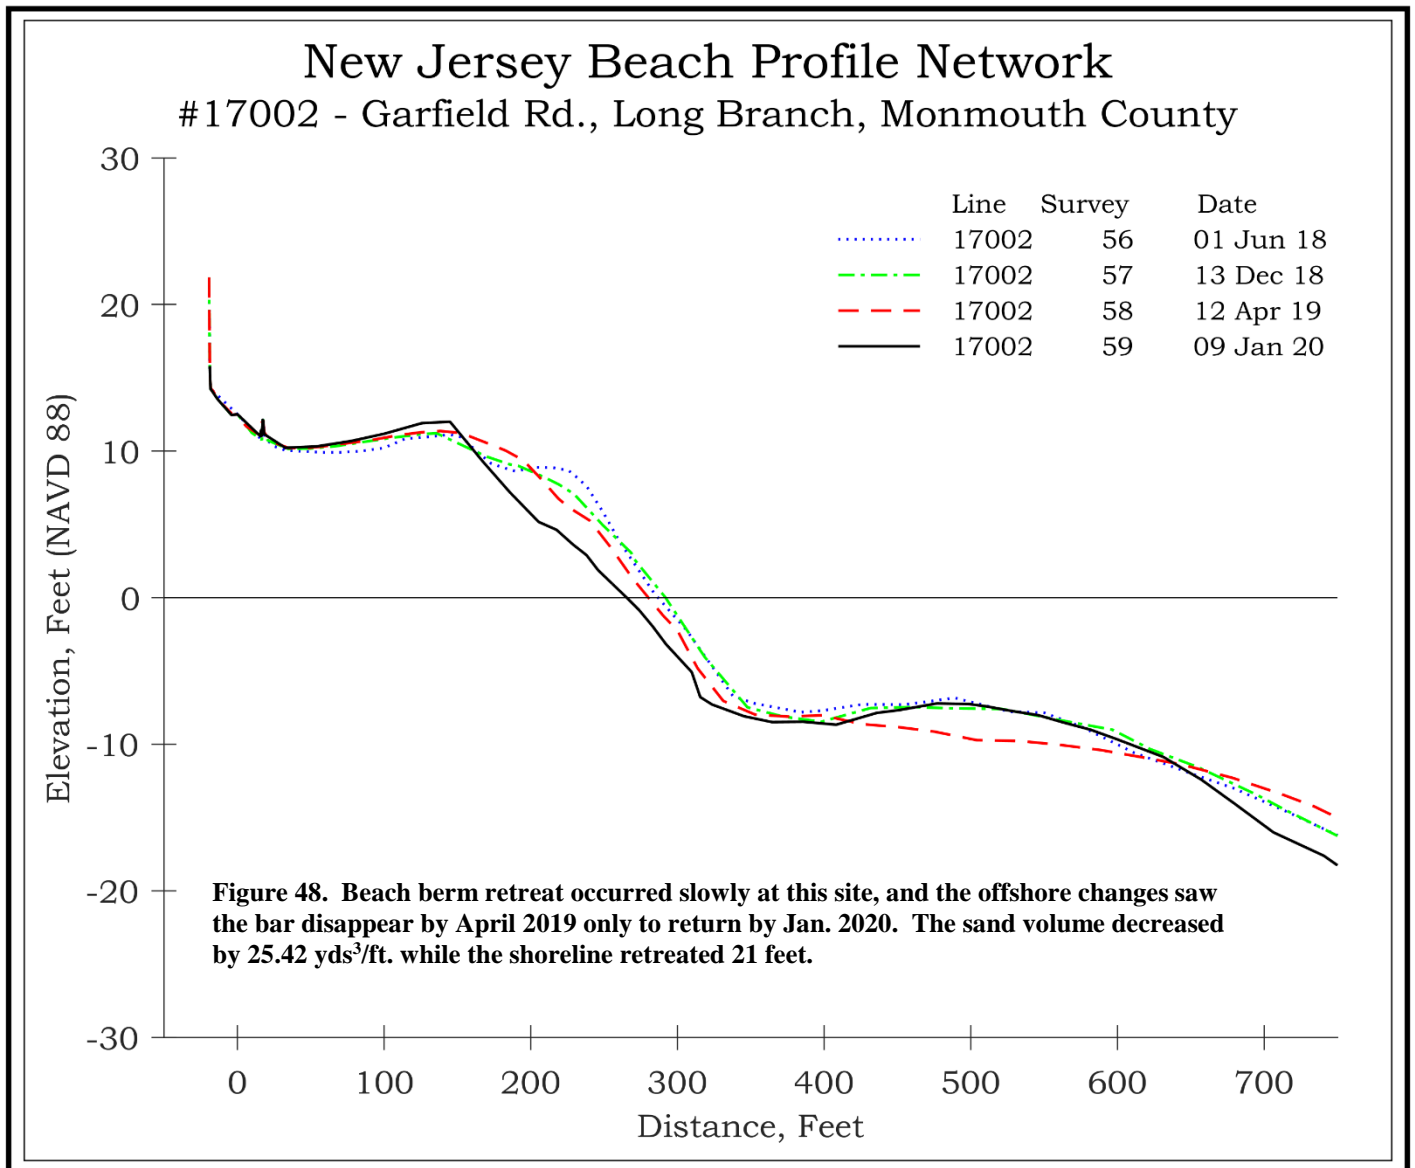 New Jersey Beach Profile Network
#17002 - Garfield Rd., Long Branch, Monmouth County
Line Survey Date
17002 56 01 Jun 18
17002 57 13 Dec 18
17002 58 12 Apr 19
17002 59 09 Jan 20
30
20
10
0
-10
-20
-30
Elevation, Feet (NAVD 88)
Figure 48. Beach berm retreat occurred slowly at this site, and the offshore changes saw
the bar disappear by April 2019 only to return by Jan. 2020. The sand volume decreased
by 25.42 yds³/ft. while the shoreline retreated 21 feet.
0 100 200 300 400 500 600 700
Distance, Feet